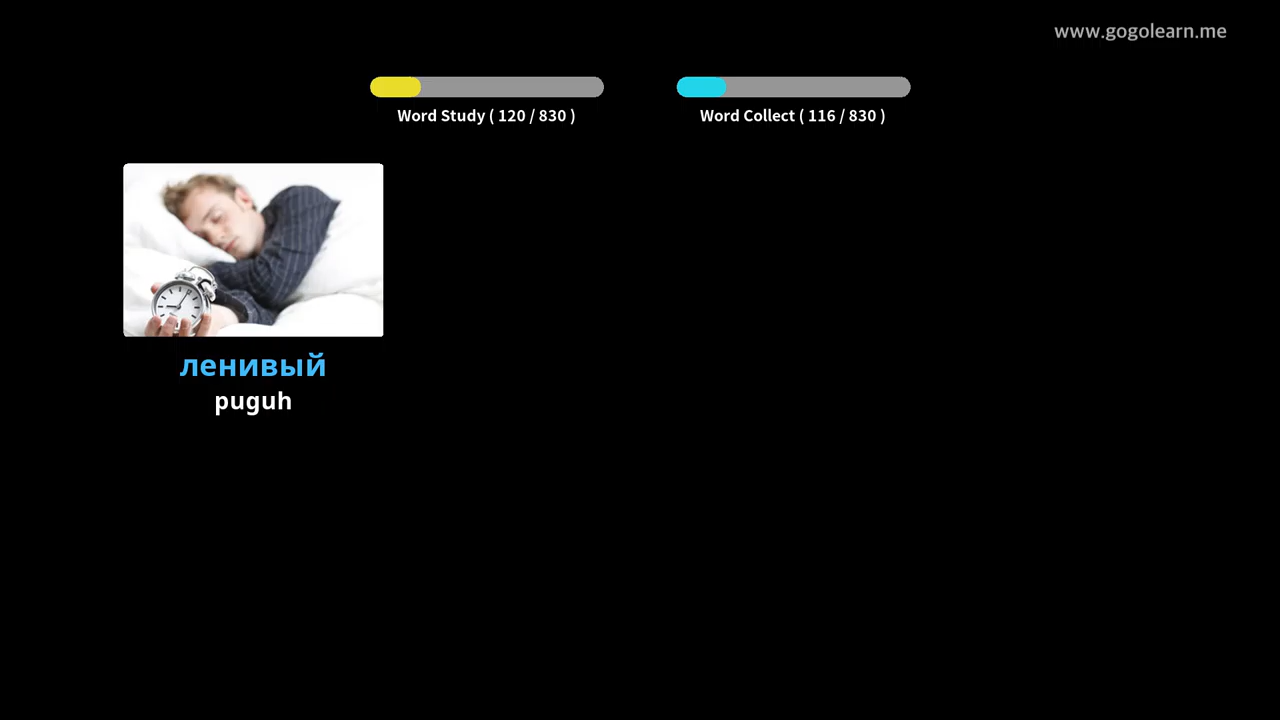 www.gogolearn.me
Word Study ( 120 / 830 )
Word Collect ( 116 / 830 )
ленивый
puguh